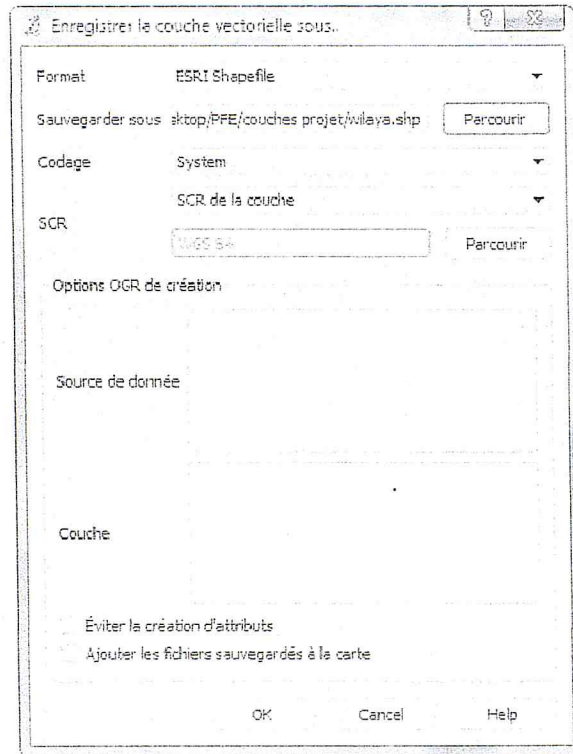 Enregistrer la couche vectorielle sous..
Format ESRI Shapefile
Sauvegarder sous sktop/PFE/couches projet/wilaya.shp Parcourir
Codage System
SCR de la couche
SCR
WGS 84 Parcourir
Options OGR de création
Source de donnée
Couche
Éviter la création d'attributs
Ajouter les fichiers sauvegardés à la carte
OK Cancel Help